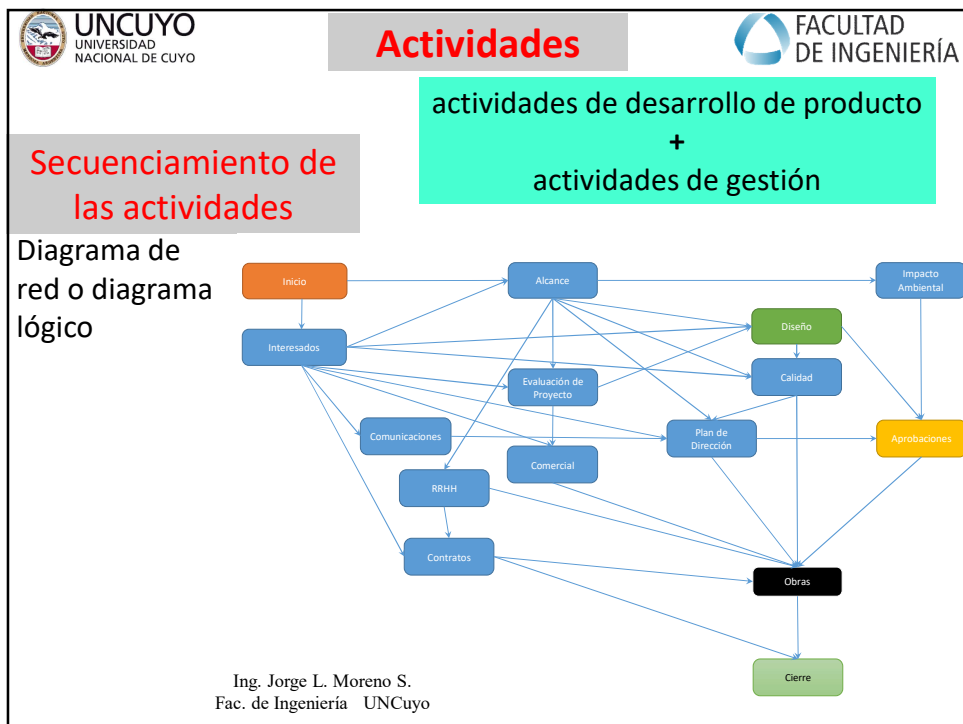 UNCUYO
UNIVERSIDAD
NACIONAL DE CUYO
Actividades
FACULTAD
DE INGENIERÍA
actividades de desarrollo de producto
+
actividades de gestión
Secuenciamiento de
las actividades
Diagrama de
red o diagrama
lógico
Inicio
Alcance
Impacto
Ambiental
Diseño
Interesados
Calidad
Evaluación de
Proyecto
Comunicaciones
Plan de
Dirección
Aprobaciones
Comercial
RRHH
Contratos
Obras
Cierre
Ing. Jorge L. Moreno S.
Fac. de Ingeniería UNCuyo